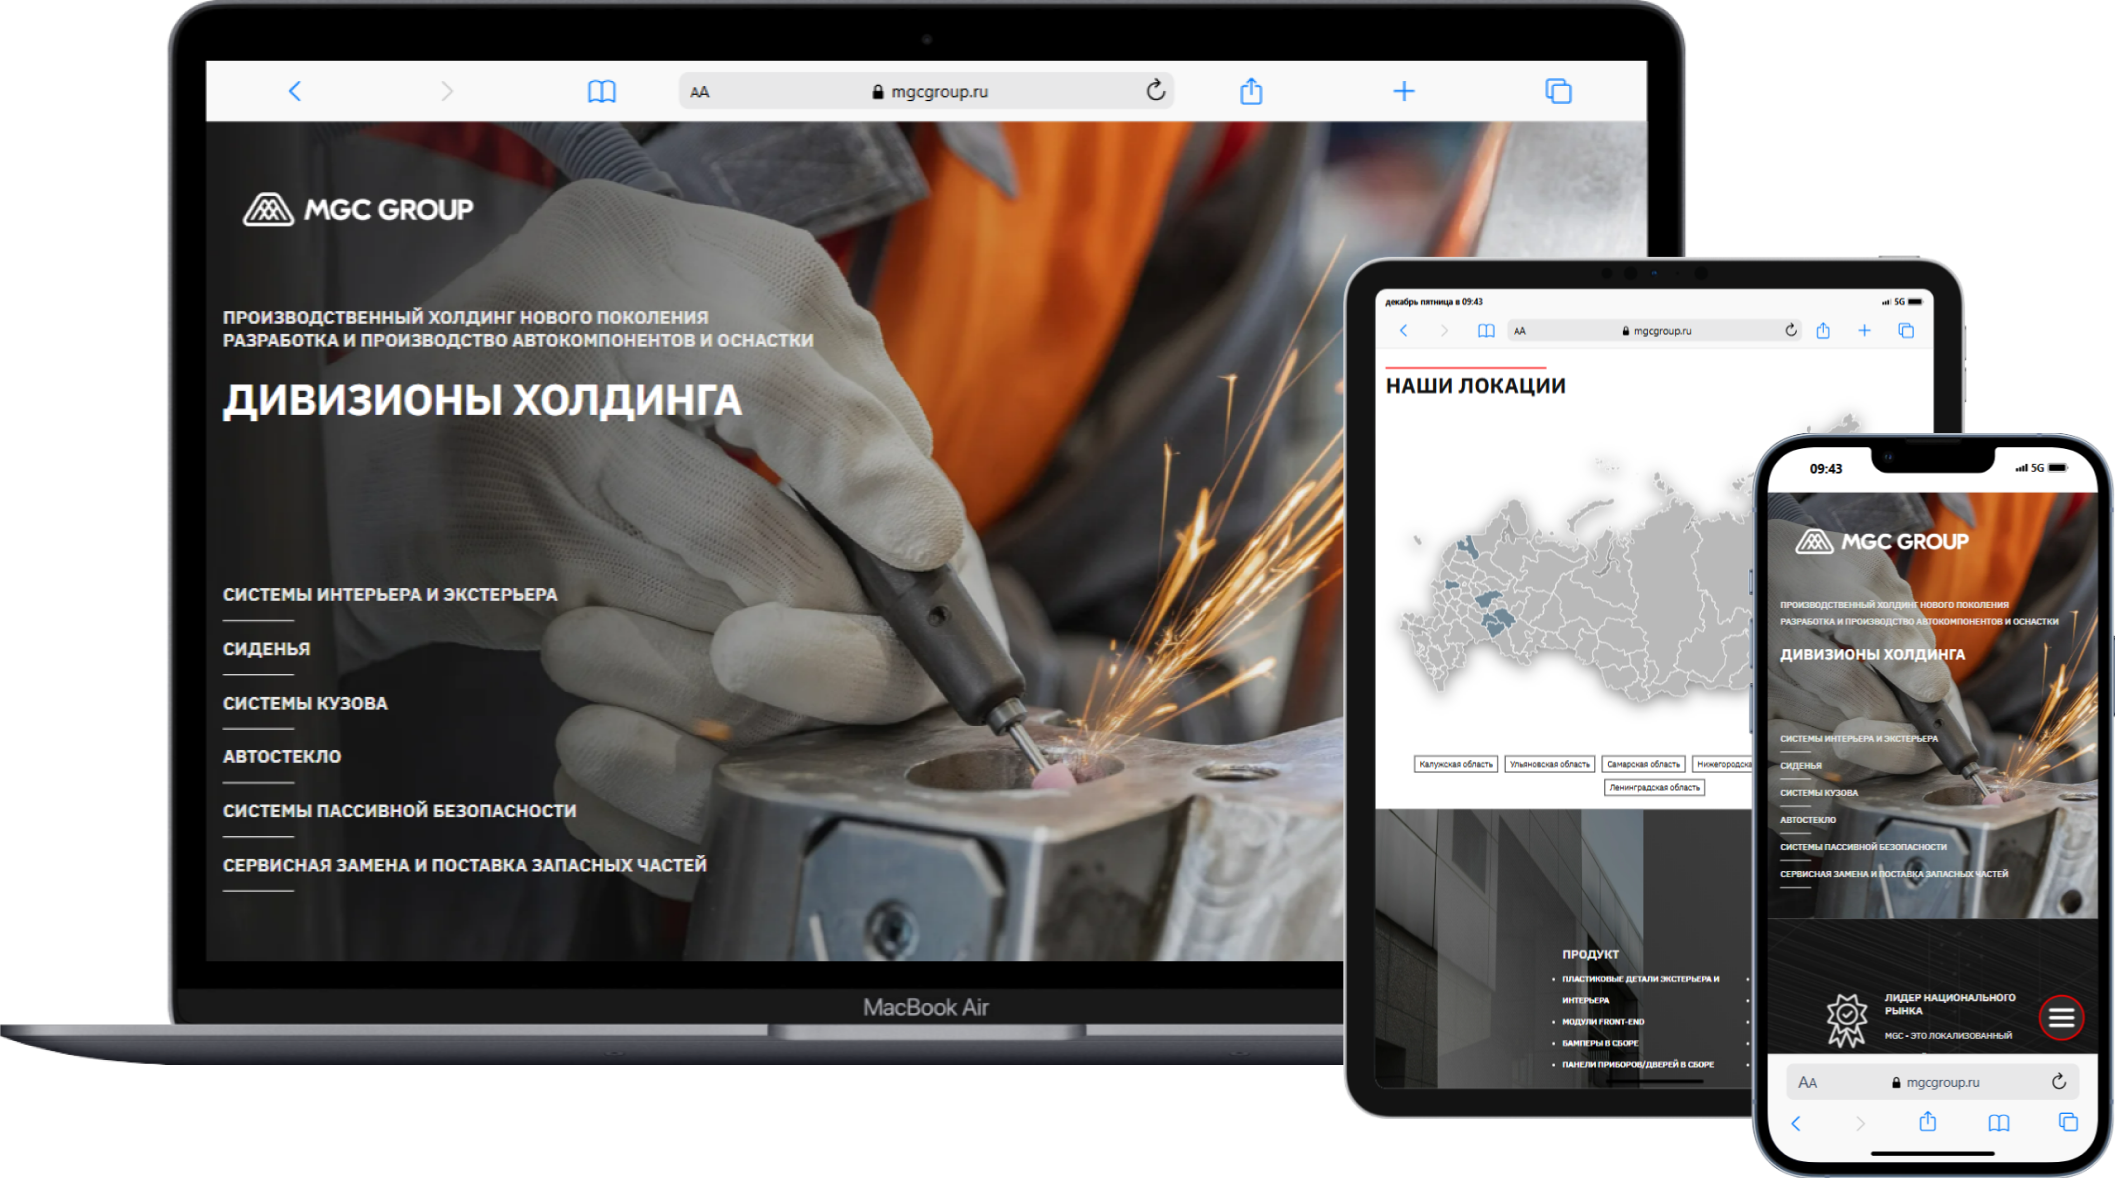 AA
mgcgroup.ru
MGC GROUP
ПРОИЗВОДСТВЕННЫЙ ХОЛДИНГ НОВОГО ПОКОЛЕНИЯ
РАЗРАБОТКА И ПРОИЗВОДСТВО АВТОКОМПОНЕНТОВ И ОСНАСТКИ
ДИВИЗИОНЫ ХОЛДИНГА
СИСТЕМЫ ИНТЕРЬЕРА И ЭКСТЕРЬЕРА
СИДЕНЬЯ
СИСТЕМЫ КУЗОВА
АВТОСТЕКЛО
СИСТЕМЫ ПАССИВНОЙ БЕЗОПАСНОСТИ
СЕРВИСНАЯ ЗАМЕНА И ПОСТАВКА ЗАПАСНЫХ ЧАСТЕЙ
MacBook Air
декабрь пятница в 09:43
5G
AA
mgcgroup.ru
НАШИ ЛОКАЦИИ
Калужская область
Ульяновская область
Самарская область
Ленинградская область
ПРОДУКТ
• ПЛАСТИКОВЫЕ ДЕТАЛИ ЭКСТЕРЬЕРА И
ИНТЕРЬЕРА
• МОДУЛИ FRONT-END
• БАМПЕРЫ В СБОРЕ
• ПАНЕЛИ ПРИБОРОВ/ДВЕРЕЙ В СБОРЕ
09:43
5G
MGC GROUP
ПРОИЗВОДСТВЕННЫЙ ХОЛДИНГ НОВОГО ПОКОЛЕНИЯ
РАЗРАБОТКА И ПРОИЗВОДСТВО АВТОКОМПОНЕНТОВ И ОСНАСТКИ
ДИВИЗИОНЫ ХОЛДИНГА
СИСТЕМЫ ИНТЕРЬЕРА И ЭКСТЕРЬЕРА
СИДЕНЬЯ
СИСТЕМЫ КУЗОВА
АВТОСТЕКЛО
СИСТЕМЫ ПАССИВНОЙ БЕЗОПАСНОСТИ
СЕРВИСНАЯ ЗАМЕНА И ПОСТАВКА ЗАПАСНЫХ ЧАСТЕЙ
ЛИДЕР НАЦИОНАЛЬНОГО
РЫНКА
MGC - ЭТО ЛОКАЛИЗОВАННЫЙ
AA
mgcgroup.ru